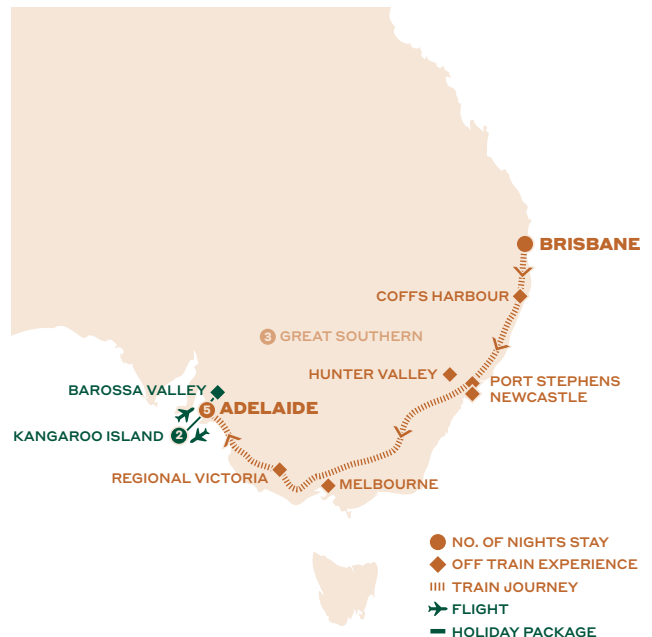 BRISBANE
COFFS HARBOUR
3 GREAT SOUTHERN
HUNTER VALLEY
PORT STEPHENS
NEWCASTLE
BAROSSA VALLEY
5 ADELAIDE
KANGAROO ISLAND 2
REGIONAL VICTORIA
MELBOURNE
NO. OF NIGHTS STAY
OFF TRAIN EXPERIENCE
TRAIN JOURNEY
FLIGHT
HOLIDAY PACKAGE